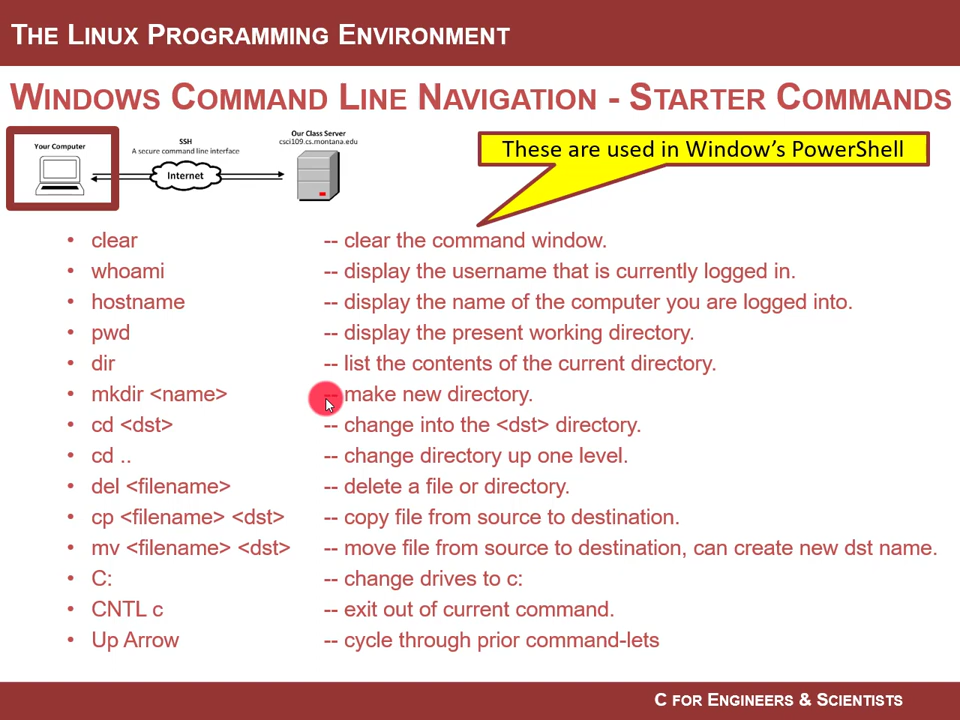 THE LINUX PROGRAMMING ENVIRONMENT
WINDOWS COMMAND LINE NAVIGATION - STARTER COMMANDS
Your Computer
SSH
A secure command line interface
Internet
Our Class Server
csci109.cs.montana.edu
These are used in Window's PowerShell
• clear -- clear the command window.
• whoami -- display the username that is currently logged in.
• hostname -- display the name of the computer you are logged into.
• pwd -- display the present working directory.
• dir -- list the contents of the current directory.
• mkdir <name> -- make new directory.
• cd <dst> -- change into the <dst> directory.
• cd .. -- change directory up one level.
• del <filename> -- delete a file or directory.
• cp <filename> <dst> -- copy file from source to destination.
• mv <filename> <dst> -- move file from source to destination, can create new dst name.
• C: -- change drives to c:
• CNTL c -- exit out of current command.
• Up Arrow -- cycle through prior command-lets
C FOR ENGINEERS & SCIENTISTS